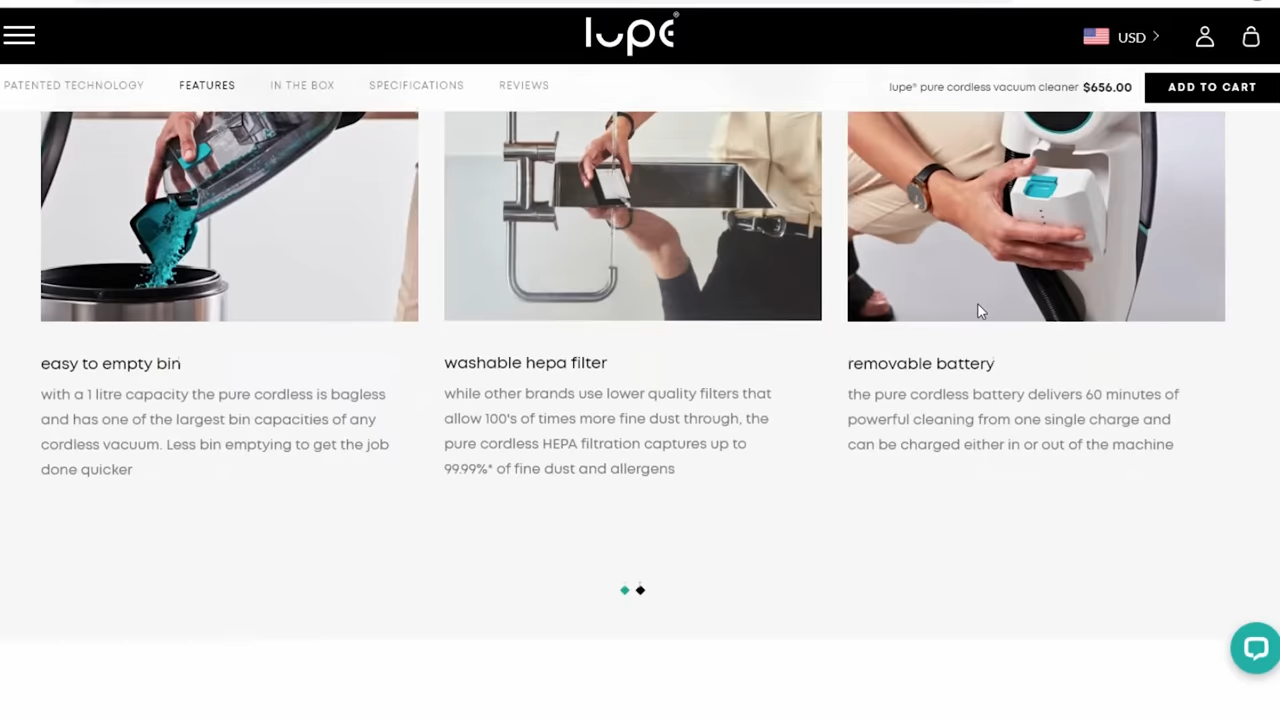 lupe®
USD
PATENTED TECHNOLOGY FEATURES IN THE BOX SPECIFICATIONS REVIEWS
lupe® pure cordless vacuum cleaner $656.00 ADD TO CART
easy to empty bin
with a 1 litre capacity the pure cordless is bagless
and has one of the largest bin capacities of any
cordless vacuum. Less bin emptying to get the job
done quicker
washable hepa filter
while other brands use lower quality filters that
allow 100's of times more fine dust through, the
pure cordless HEPA filtration captures up to
99.99%* of fine dust and allergens
removable battery
the pure cordless battery delivers 60 minutes of
powerful cleaning from one single charge and
can be charged either in or out of the machine